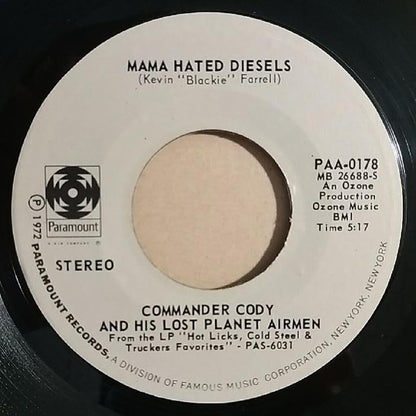 MAMA HATED DIESELS
(Kevin "Blackie" Farrell)
PAA-0178
MB 26688-S
An Ozone
Production
Ozone Music
BMI
Time 5:17
Paramount
STEREO
COMMANDER CODY
AND HIS LOST PLANET AIRMEN
From the LP "Hot Licks, Cold Steel &
Truckers Favorites" - PAS-6031
Ⓟ 1972 PARAMOUNT RECORDS, A DIVISION OF FAMOUS MUSIC CORPORATION, NEW YORK, NEW YORK